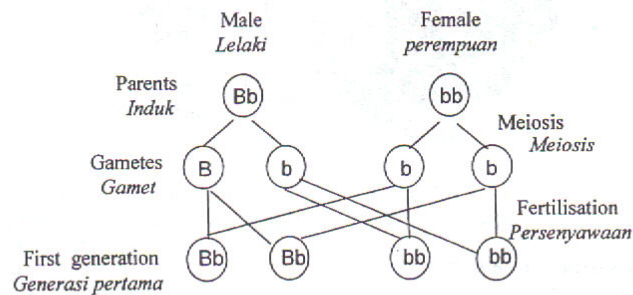 Male Female
Lelaki perempuan
Parents
Induk
Bb bb
Meiosis
Meiosis
Gametes
Gamet
B b b b
Fertilisation
Persenyawaan
First generation
Generasi pertama
Bb Bb bb bb